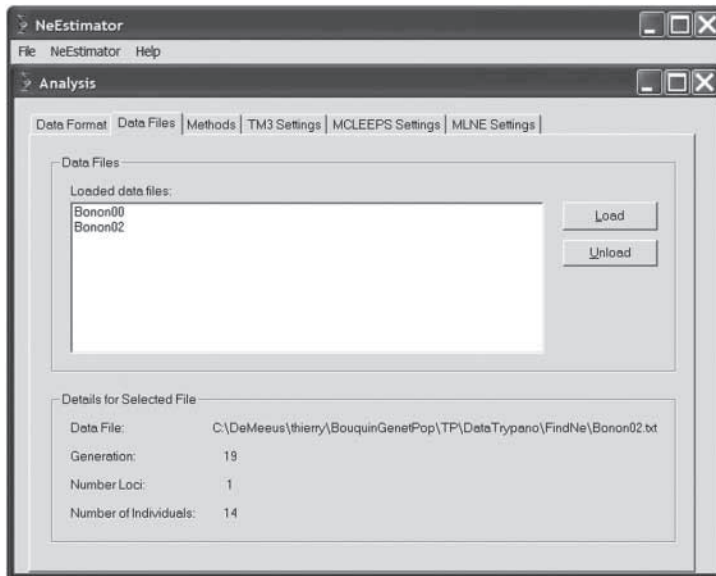 NeEstimator
File NeEstimator Help
Analysis
Data Format Data Files Methods TM3 Settings MCLEEPS Settings MLNE Settings
Data Files
Loaded data files:
Bonon00
Bonon02
Load
Unload
Details for Selected File
Data File: C:\DeMeeus\thierry\BouquinGenetPop\TP\DataTrypano\FindNe\Bonon02.txt
Generation: 19
Number Loci: 1
Number of Individuals: 14